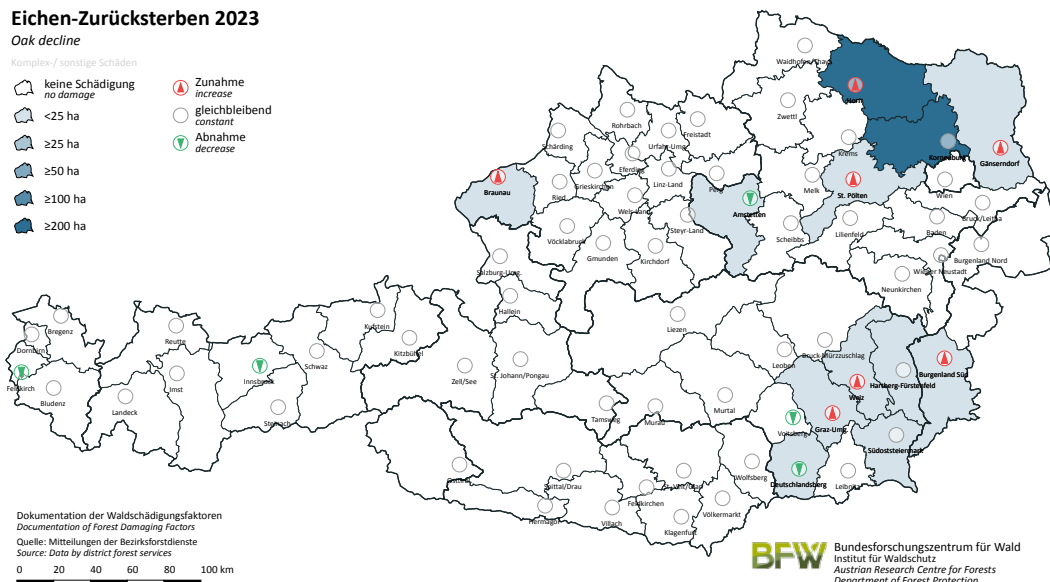 Eichen-Zurücksterben 2023
Oak decline
Komplex-/ sonstige Schäden
keine Schädigung
no damage
<25 ha
≥25 ha
≥50 ha
≥100 ha
≥200 ha
Zunahme
increase
gleichbleibend
constant
Abnahme
decrease
Waidhofen/Thaya
Horn
Zwettl
Rohrbach
Freistadt
Schärding
Urfahr-Umg.
Krems
Korneuburg
Gänserndorf
Eferding
Grieskirchen
Linz-Land
Perg
Melk
St. Pölten
Braunau
Ried
Wels-Land
Wien
Amstetten
Bruck/Leitha
Steyr-Land
Scheibbs
Lilienfeld
Baden
Vöcklabruck
Gmunden
Kirchdorf
Burgenland Nord
Salzburg-Umg.
Wiener Neustadt
Neunkirchen
Hallein
Liezen
Bregenz
Kufstein
Reutte
Dornbirn
Kitzbühel
Bruck-Mürzzuschlag
Schwaz
Leoben
Zell/See
St. Johann/Pongau
Feldkirch
Innsbruck
Imst
Burgenland Süd
Hartberg-Fürstenfeld
Bludenz
Weiz
Landeck
Steinach
Tamsweg
Murau
Murtal
Voitsberg
Graz-Umg.
Südoststeiermark
Osttirol
Spittal/Drau
St. Veit/Glan
Wolfsberg
Deutschlandsberg
Leibnitz
Feldkirchen
Hermagor
Villach
Völkermarkt
Klagenfurt
Dokumentation der Waldschädigungsfaktoren
Documentation of Forest Damaging Factors
Quelle: Mitteilungen der Bezirksforstdienste
Source: Data by district forest services
0 20 40 60 80 100 km
BFW
Bundesforschungszentrum für Wald
Institut für Waldschutz
Austrian Research Centre for Forests
Department of Forest Protection